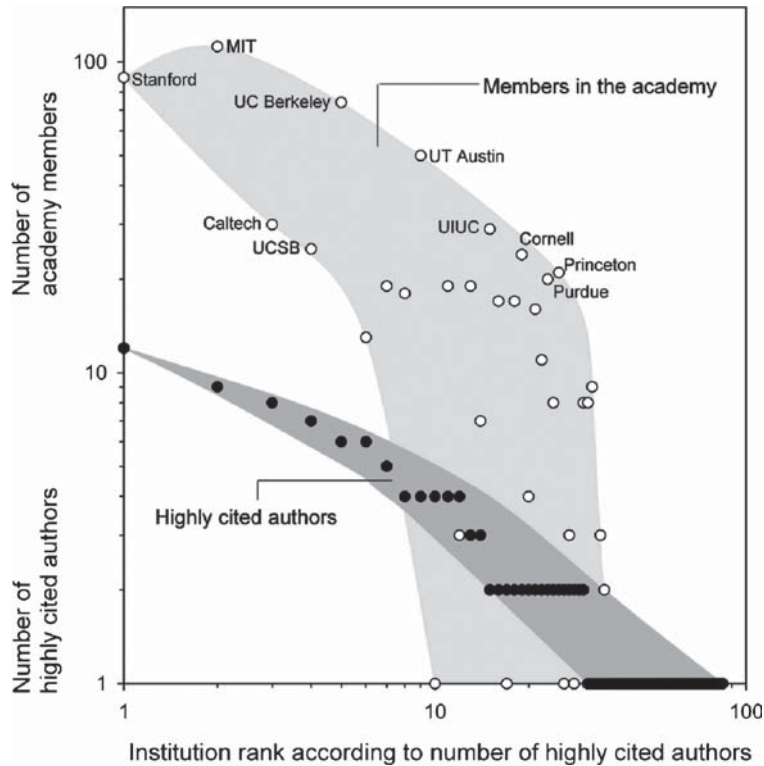 100
MIT
Stanford
Members in the academy
UC Berkeley
UT Austin
Number of
academy members
Caltech
UIUC
Cornell
UCSB
Princeton
Purdue
10
Highly cited authors
Number of
highly cited authors
1
1
10
100
Institution rank according to number of highly cited authors